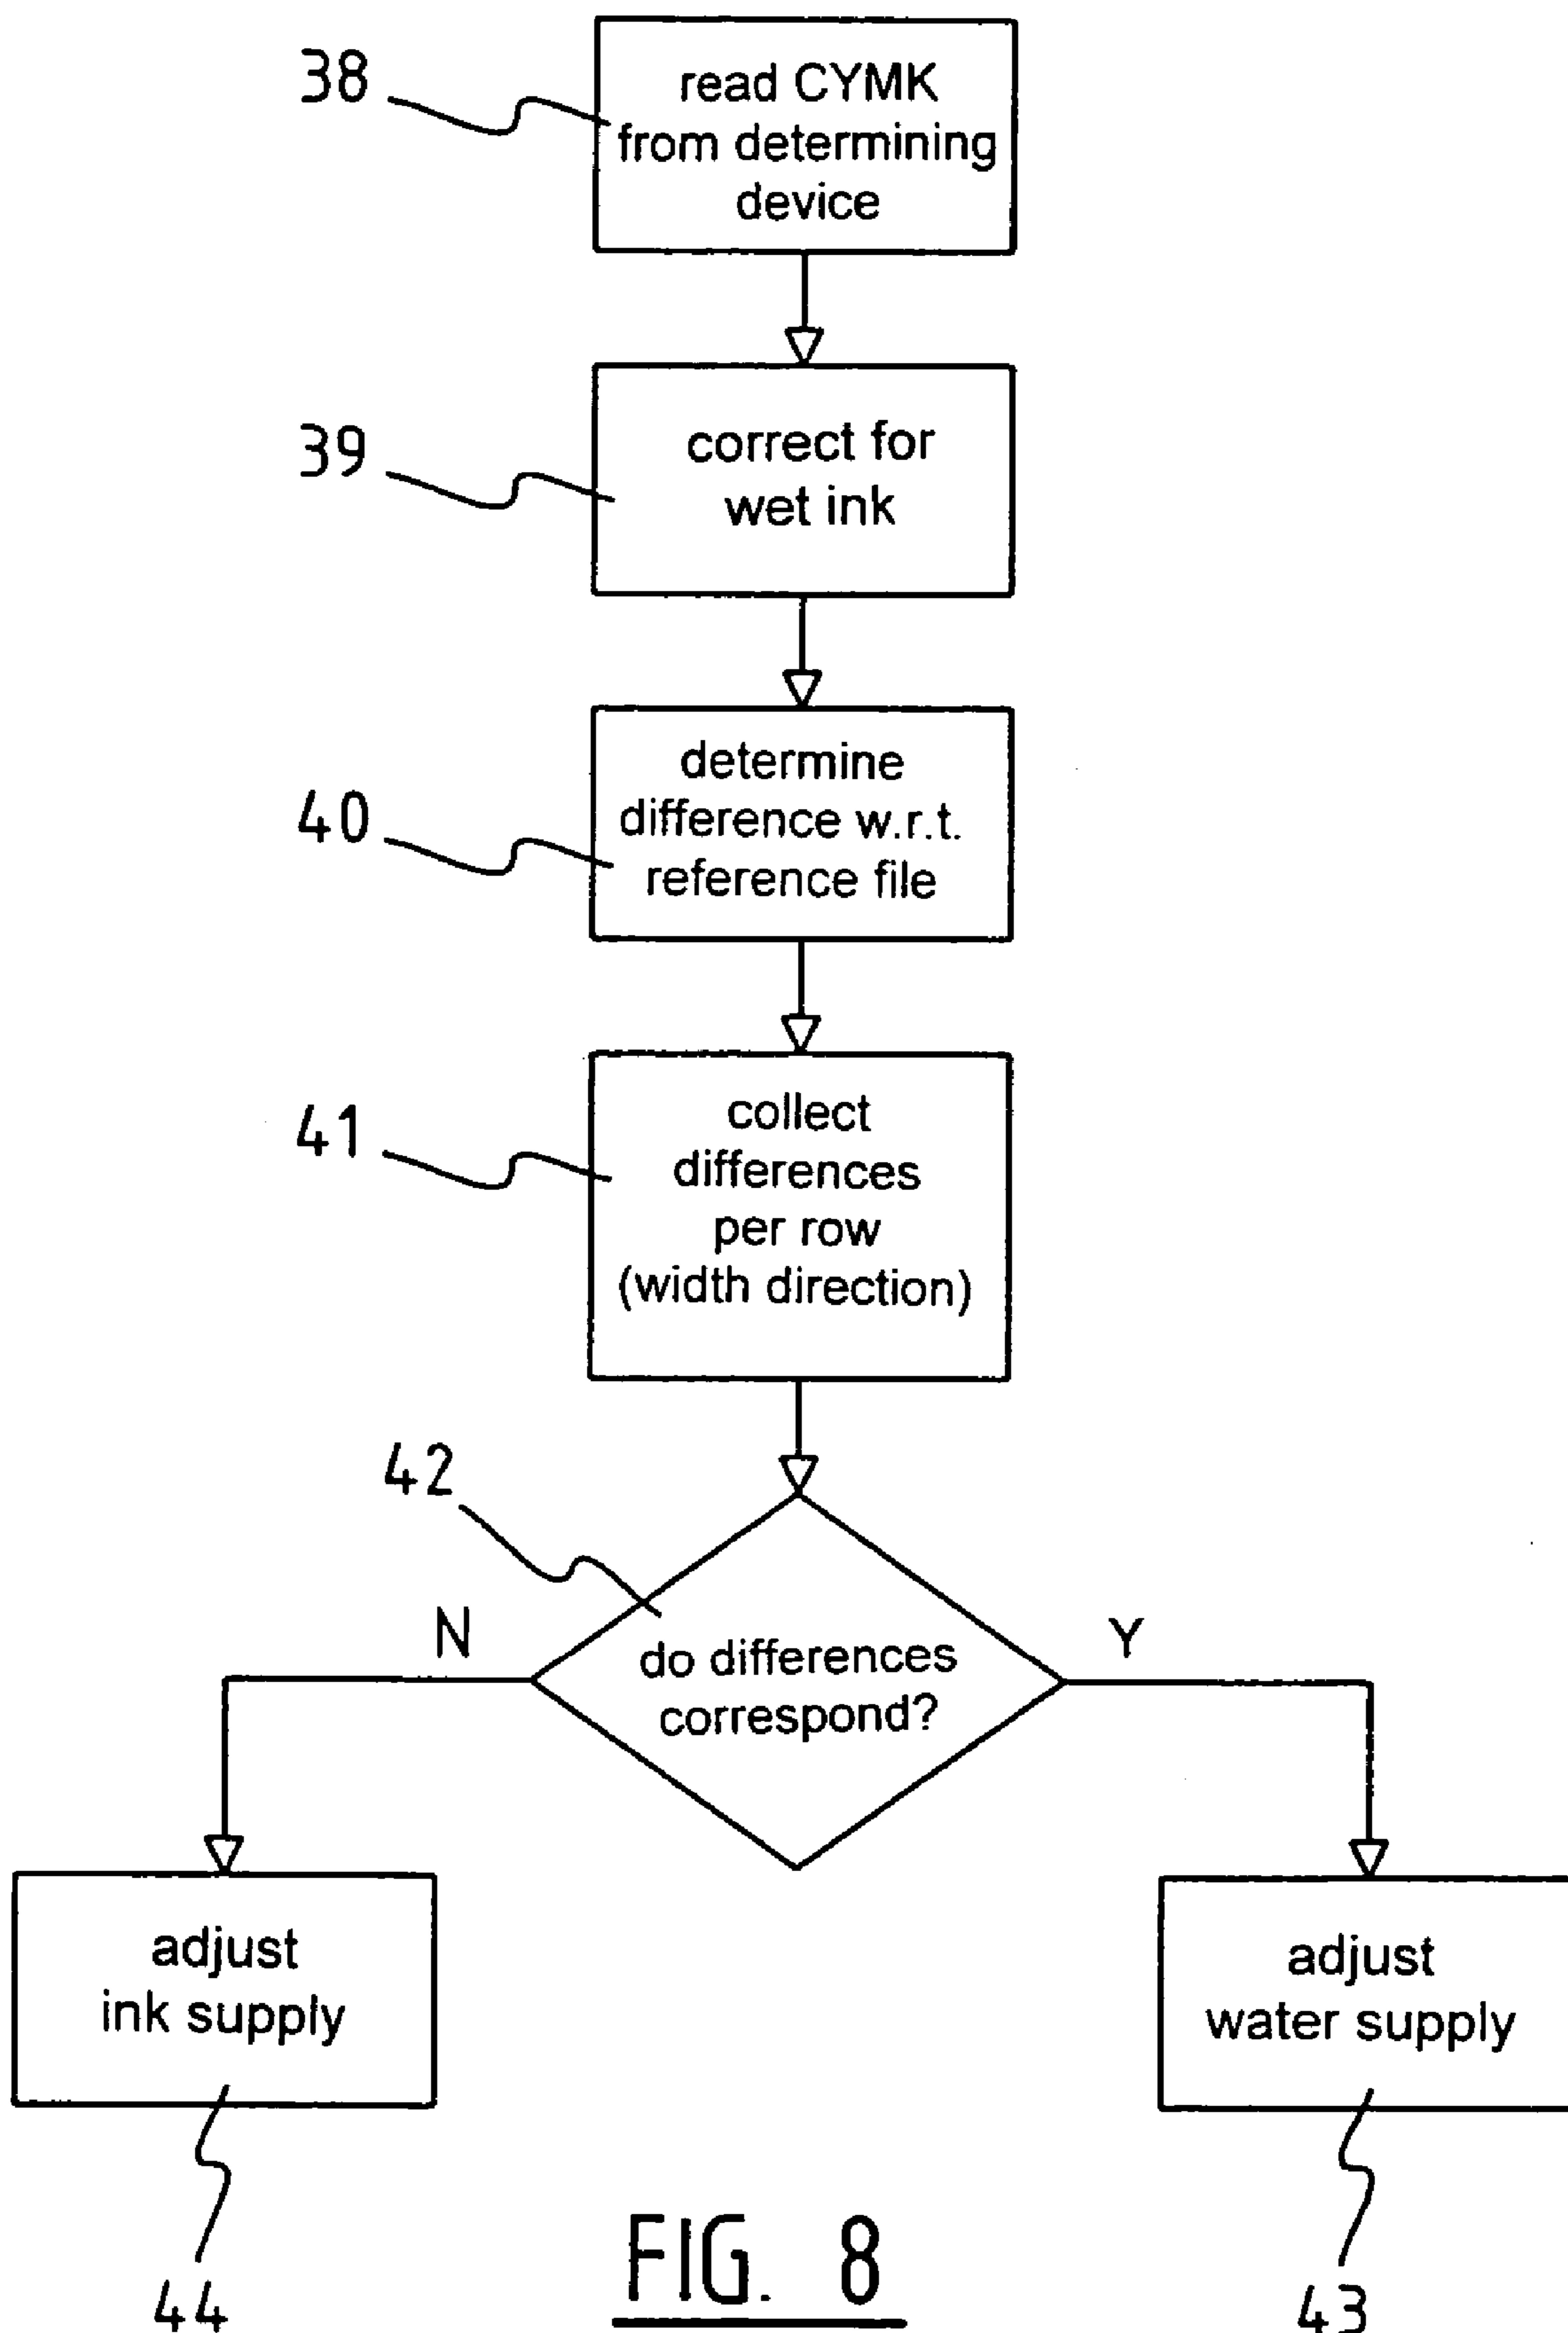 38
read CYMK
from determining
device
39
correct for
wet ink
40
determine
difference w.r.t.
reference file
41
collect
differences
per row
(width direction)
42
N
do differences
correspond?
Y
adjust
ink supply
adjust
water supply
44
FIG. 8
43